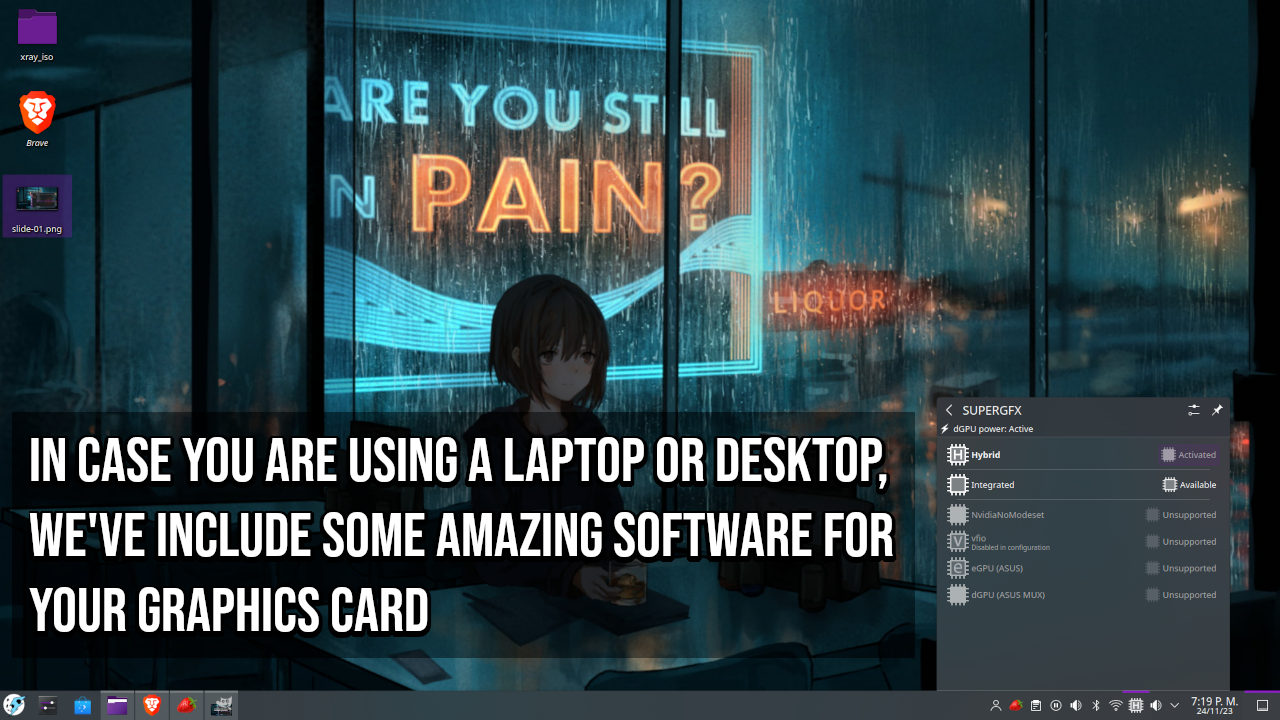 xray_iso
Brave
slide-01.png
ARE YOU STILL
N PAIN?
LIQUOR
IN CASE YOU ARE USING A LAPTOP OR DESKTOP,
WE'VE INCLUDE SOME AMAZING SOFTWARE FOR
YOUR GRAPHICS CARD
SUPERGFX
dGPU power: Active
Hybrid Activated
Integrated Available
NvidiaNoModeset Unsupported
vfio Unsupported
Disabled in configuration
eGPU (ASUS) Unsupported
dGPU (ASUS MUX) Unsupported
7:19 P. M.
24/11/23